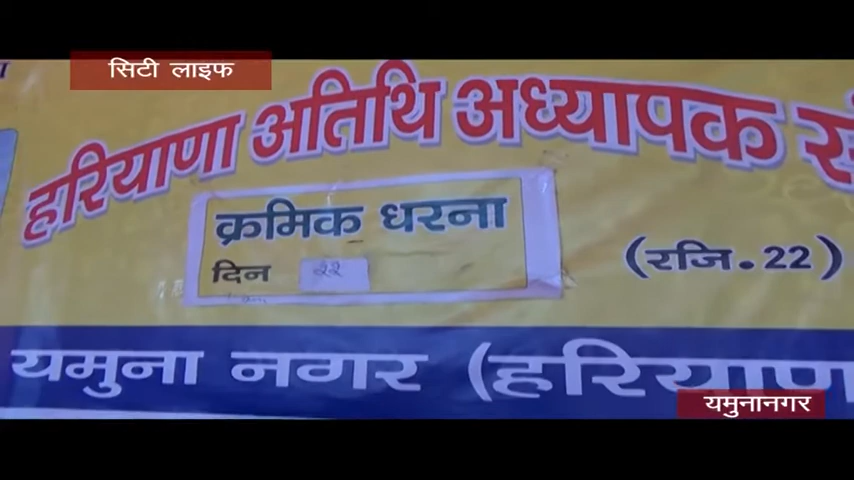 सिटी लाइफ
हरियाणा अतिथि अध्यापक
क्रमिक धरना
दिन २२
(रजि.22)
यमुना नगर (हरियाणा
यमुनानगर